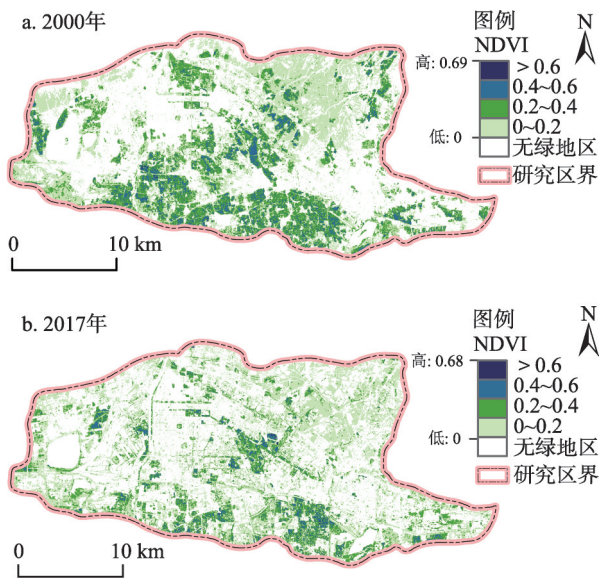 a. 2000年
图例
NDVI
N
高: 0.69
> 0.6
0.4~0.6
0.2~0.4
低: 0
0~0.2
无绿地区
研究区界
0 10 km
b. 2017年
图例
NDVI
N
高: 0.68
> 0.6
0.4~0.6
0.2~0.4
低: 0
0~0.2
无绿地区
研究区界
0 10 km